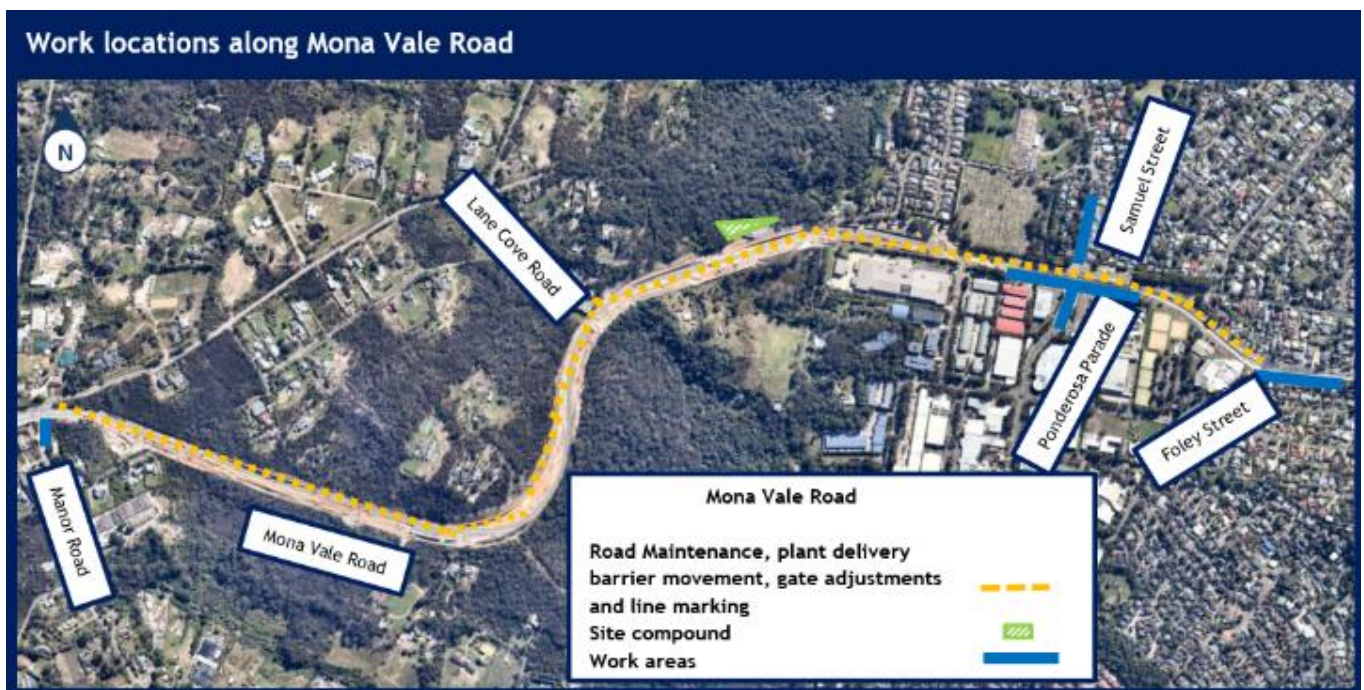 Work locations along Mona Vale Road
N
Samuel Street
Lane Cove Road
Ponderosa Parade
Foley Street
Manor Road
Mona Vale Road
Mona Vale Road
Road Maintenance, plant delivery
barrier movement, gate adjustments
and line marking
Site compound
Work areas